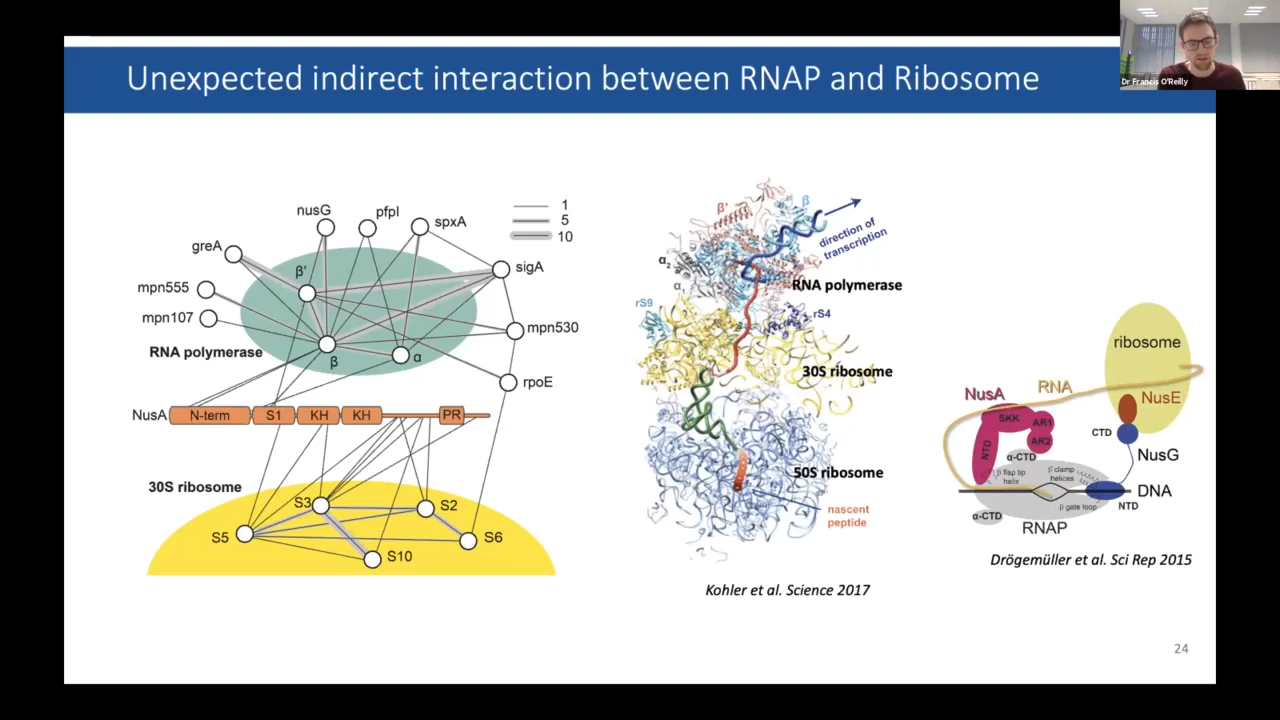 Dr Francis O'Reilly
Unexpected indirect interaction between RNAP and Ribosome
nusG
pfpI
spxA
greA
sigA
β'
mpn555
mpn107
mpn530
RNA polymerase
β
α
rpoE
1
5
10
NusA
N-term
S1
KH
KH
PR
30S ribosome
S3
S2
S5
S6
S10
β'
β
direction of
transcription
α2
α1
RNA polymerase
rS9
rS4
30S ribosome
50S ribosome
nascent
peptide
Kohler et al. Science 2017
ribosome
RNA
NusA
NusE
SKK
AR1
AR2
NTD
CTD
α-CTD
NusG
β flap tip
helix
β' clamp
helices
DNA
β gate loop
NTD
α-CTD
RNAP
Drögemüller et al. Sci Rep 2015
24